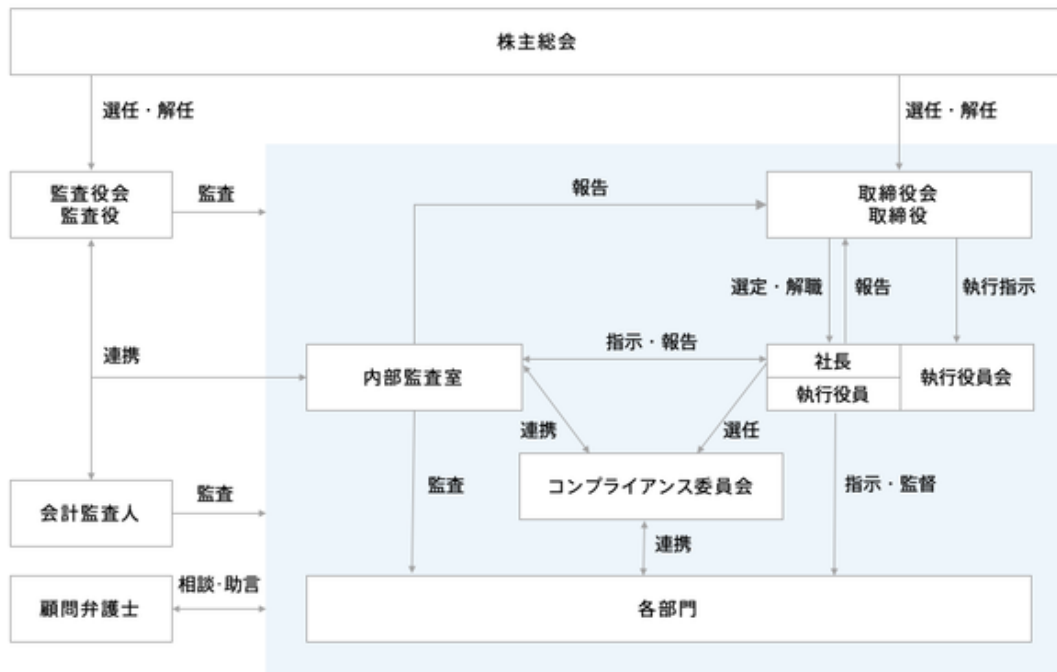 株主総会
選任・解任
選任・解任
監査役会
監査役
監査
報告
取締役会
取締役
選定・解職
報告
執行指示
連携
内部監査室
指示・報告
社長
執行役員
執行役員会
連携
選任
コンプライアンス委員会
監査
指示・監督
会計監査人
監査
連携
顧問弁護士
相談・助言
各部門